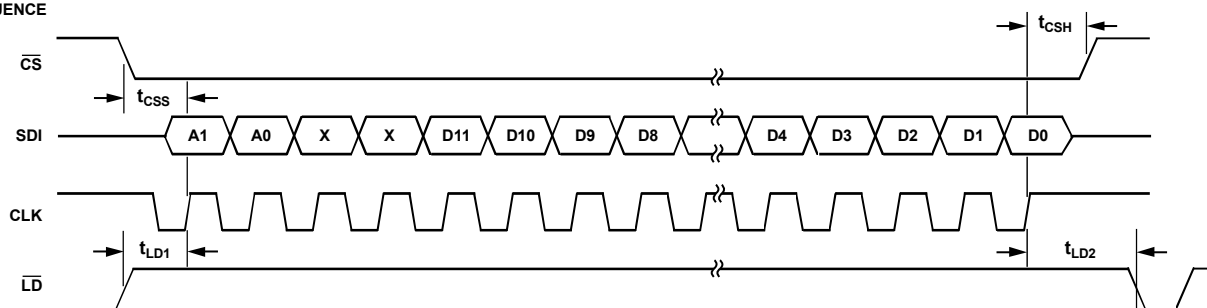 JENCE
tCSH
CS
tCSS
SDI A1 A0 X X D11 D10 D9 D8 D4 D3 D2 D1 D0
CLK
tLD1 tLD2
LD